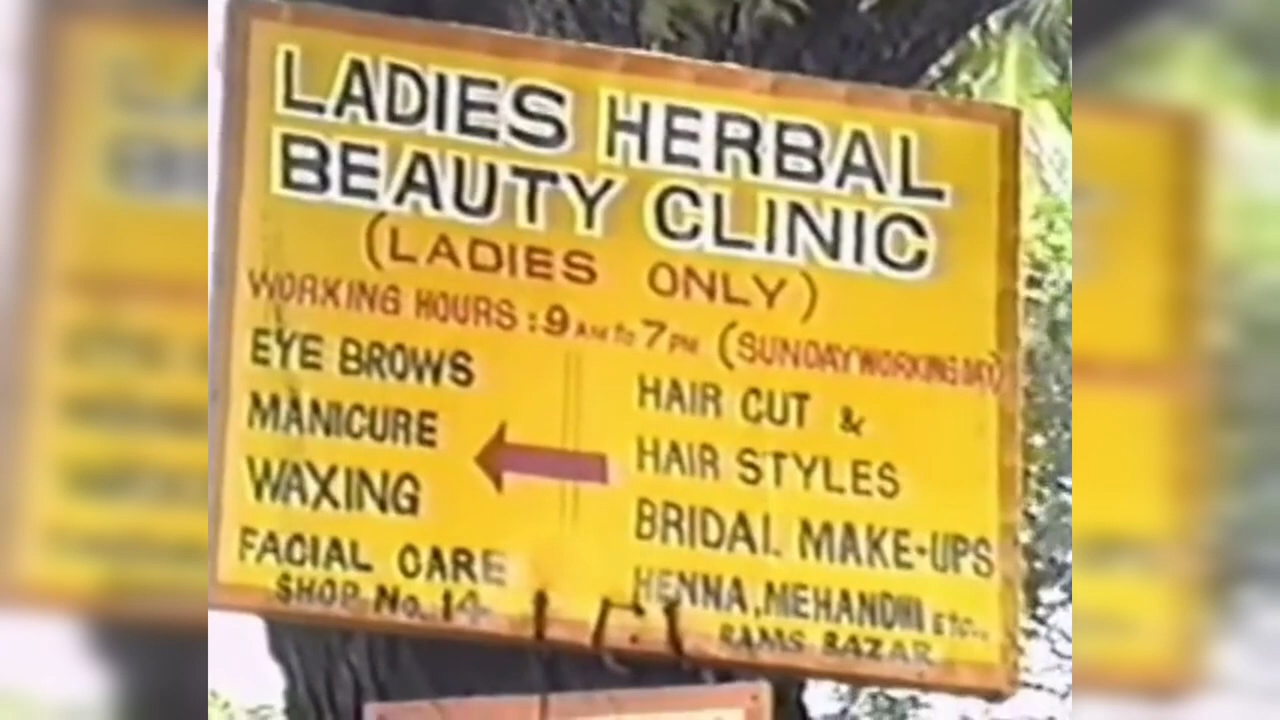 LADIES HERBAL
BEAUTY CLINIC
(LADIES ONLY)
WORKING HOURS : 9 AM TO 7 PM (SUNDAY WORKING DAY)
EYE BROWS
MANICURE
WAXING
FACIAL CARE
SHOP No. 14
HAIR CUT &
HAIR STYLES
BRIDAL MAKE-UPS
HENNA, MEHANDHI ETC..
RAMS BAZAR